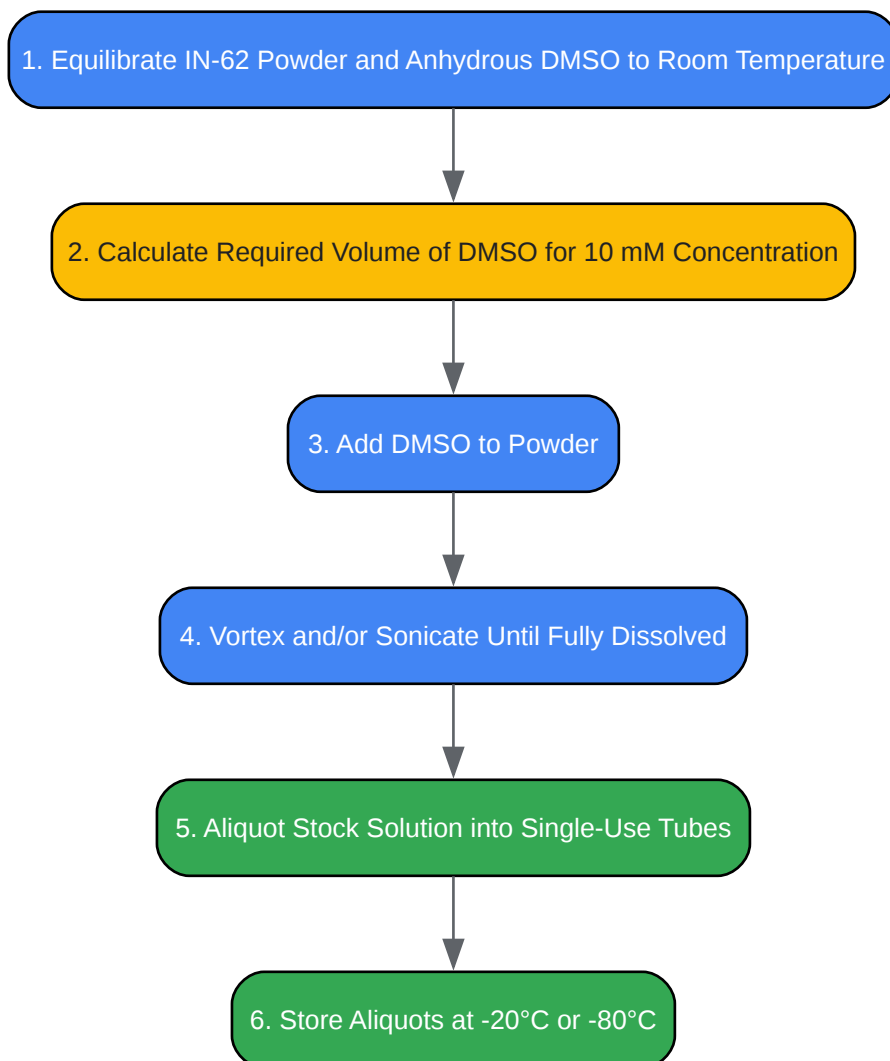 1. Equilibrate IN-62 Powder and Anhydrous DMSO to Room Temperature
2. Calculate Required Volume of DMSO for 10 mM Concentration
3. Add DMSO to Powder
4. Vortex and/or Sonicate Until Fully Dissolved
5. Aliquot Stock Solution into Single-Use Tubes
6. Store Aliquots at -20°C or -80°C